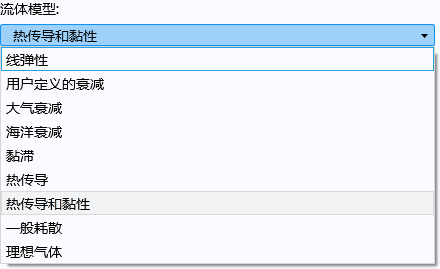 流体模型:
热传导和黏性
线弹性
用户定义的衰减
大气衰减
海洋衰减
黏滞
热传导
热传导和黏性
一般耗散
理想气体